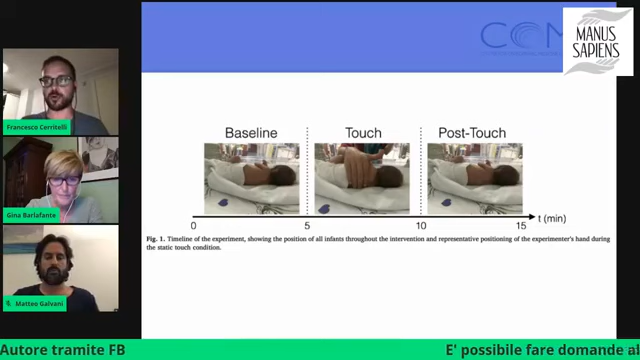 COM
MANUS
SAPIENS
Francesco Cerritelli
Gina Barlafante
Matteo Galvani
Baseline
Touch
Post-Touch
0
5
10
15
t (min)
Fig. 1. Timeline of the experiment, showing the position of all infants throughout the intervention and representative positioning of the experimenter's hand during
the static touch condition.
Autore tramite FB
E' possibile fare domande ai